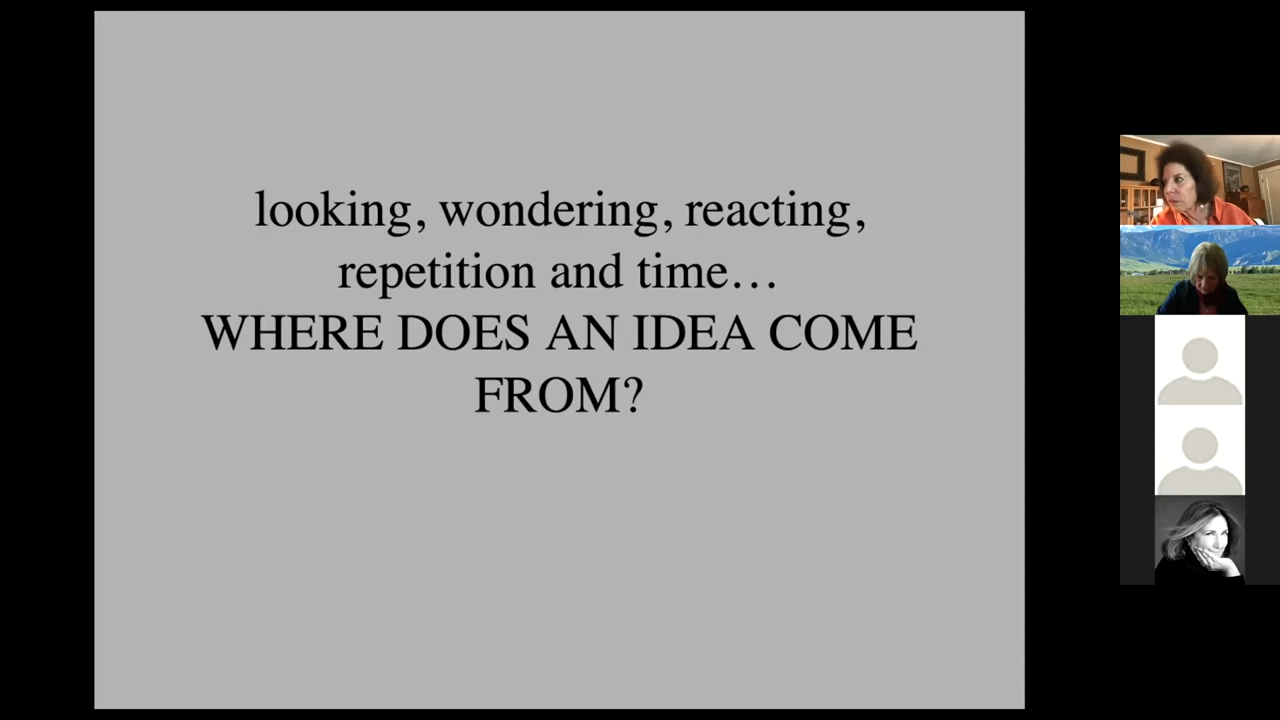 looking, wondering, reacting,
repetition and time…
WHERE DOES AN IDEA COME
FROM?